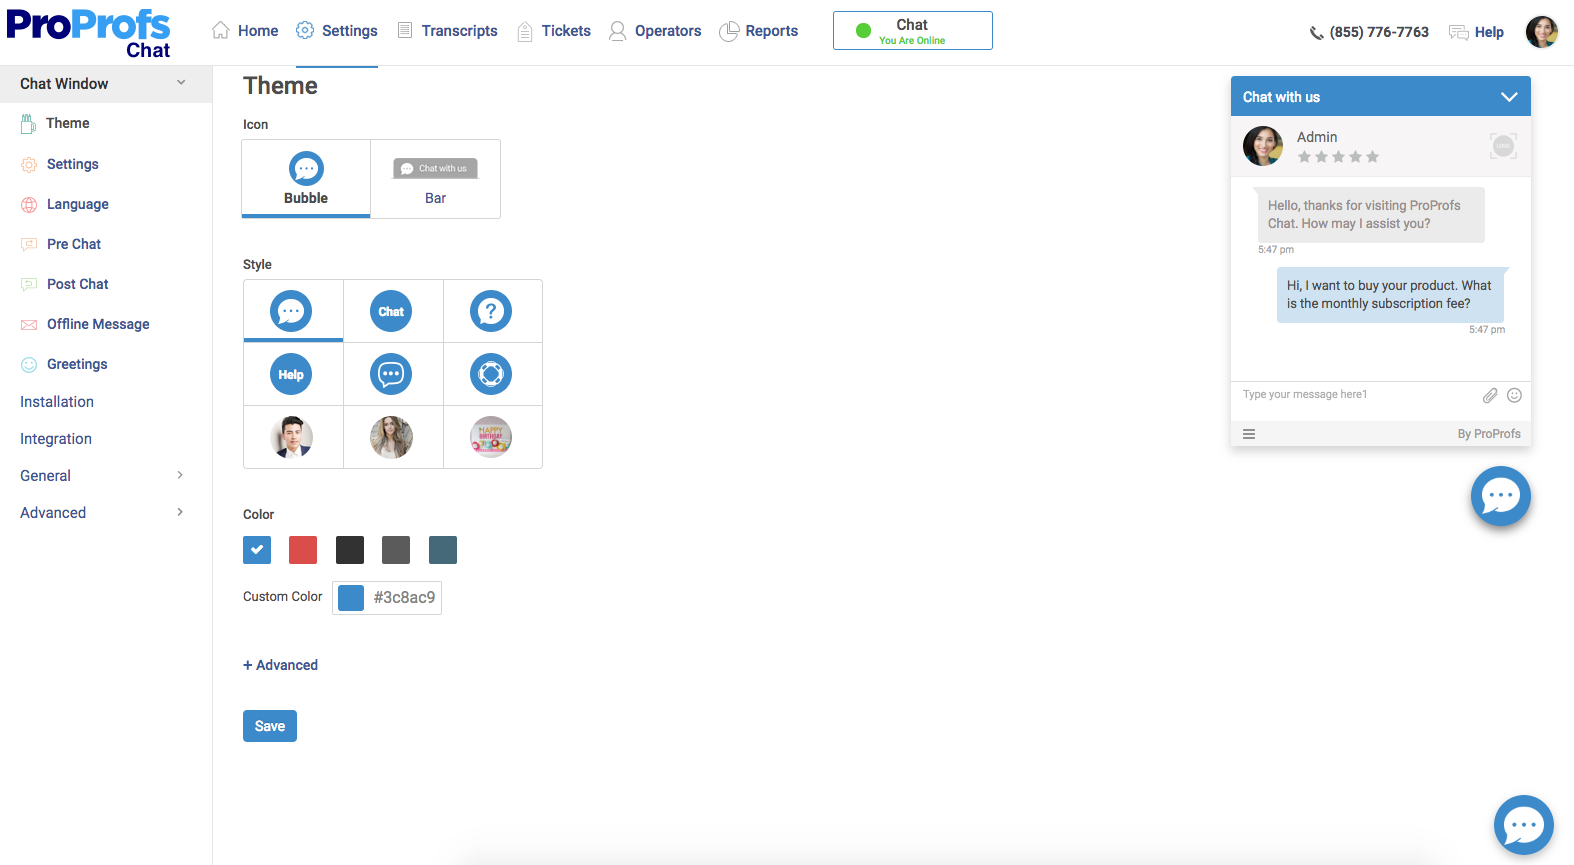 ProProfs
Chat
Home
Settings
Transcripts
Tickets
Operators
Reports
Chat
You Are Online
(855) 776-7763
Help
Chat Window
Theme
Settings
Language
Pre Chat
Post Chat
Offline Message
Greetings
Installation
Integration
General
Advanced
Theme
Icon
Bubble
Chat with us
Bar
Style
Chat
?
Help
HAPPY
BIRTHDAY
Color
Custom Color
#3c8ac9
+ Advanced
Save
Chat with us
Admin
Hello, thanks for visiting ProProfs
Chat. How may I assist you?
5:47 pm
Hi, I want to buy your product. What
is the monthly subscription fee?
5:47 pm
Type your message here1
By ProProfs